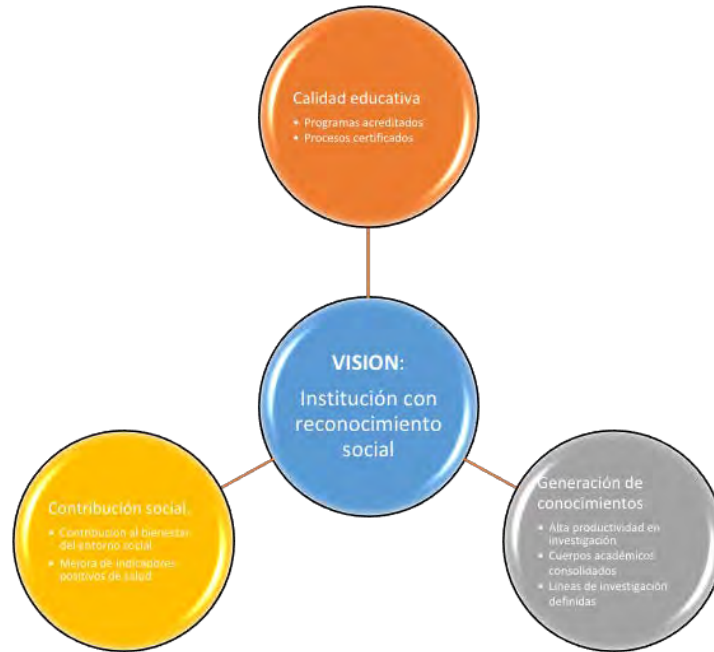 Calidad educativa
• Programas acreditados
• Procesos certificados
VISION:
Institución con
reconocimiento
social
Contribución social.
• Contribucion al bienestar
del entorno social
• Mejora de indicadores
positivos de salud
Generación de
conocimientos
• Alta productividad en
investigación
• Cuerpos académicos
consolidados
• Líneas de investigación
definidas